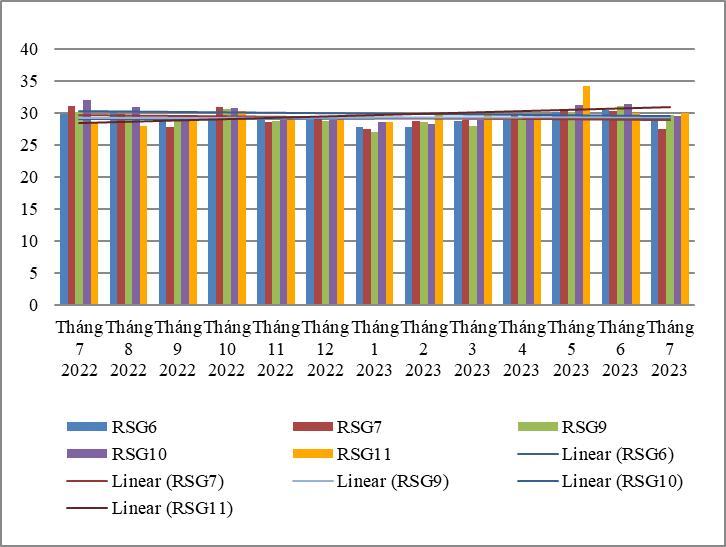 40
35
30
25
20
15
10
5
0
Tháng Tháng Tháng Tháng Tháng Tháng Tháng Tháng Tháng Tháng Tháng Tháng Tháng
7 8 9 10 11 12 1 2 3 4 5 6 7
2022 2022 2022 2022 2022 2022 2023 2023 2023 2023 2023 2023 2023
RSG6 RSG7 RSG9
RSG10 RSG11 Linear (RSG6)
Linear (RSG7) Linear (RSG9) Linear (RSG10)
Linear (RSG11)